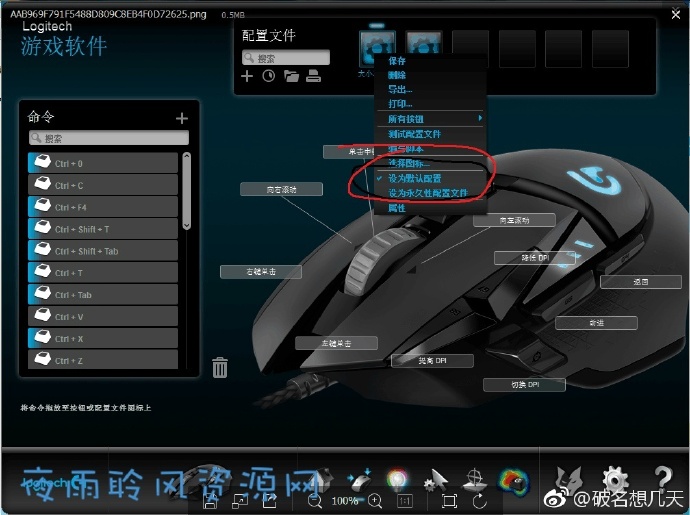 AAB969F791F5488D809C8EB4F0D72625.png 0.5MB
Logitech
游戏软件
配置文件
搜索
保存
删除
导出...
打印...
所有按钮
测试配置文件
编写脚本
选择图标...
设为默认配置
设为永久性配置文件
属性
命令
搜索
Ctrl + 0
Ctrl + C
Ctrl + F4
Ctrl + Shift + T
Ctrl + Shift + Tab
Ctrl + T
Ctrl + Tab
Ctrl + V
Ctrl + X
Ctrl + Z
单击中
向右滚动
向左滚动
右键单击
降低 DPI
返回
前进
左键单击
提高 DPI
切换 DPI
将命令拖放至按钮或配置文件图标上
Logitech
夜雨聆风资源网
100%
1:1
@破名想几天